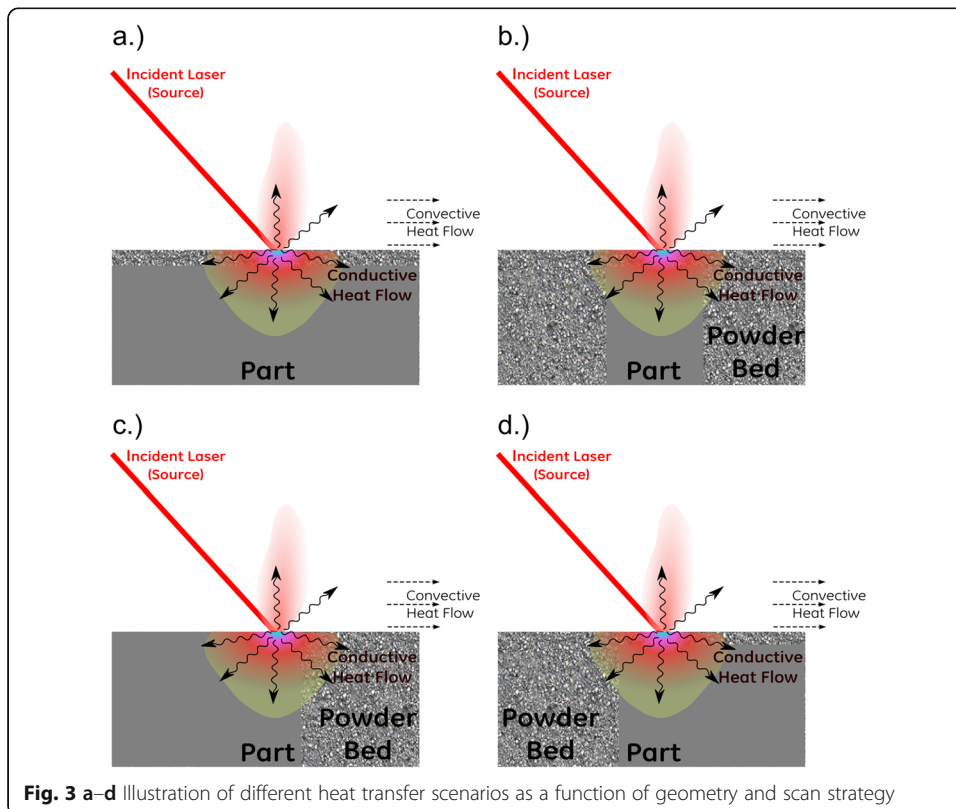 a.)
Incident Laser
(Source)
Convective
Heat Flow
Conductive
Heat Flow
Part
b.)
Incident Laser
(Source)
Convective
Heat Flow
Conductive
Heat Flow
Powder
Bed
Part
c.)
Incident Laser
(Source)
Convective
Heat Flow
Conductive
Heat Flow
Powder
Bed
Part
d.)
Incident Laser
(Source)
Convective
Heat Flow
Conductive
Heat Flow
Powder
Bed
Part
Fig. 3 a–d Illustration of different heat transfer scenarios as a function of geometry and scan strategy